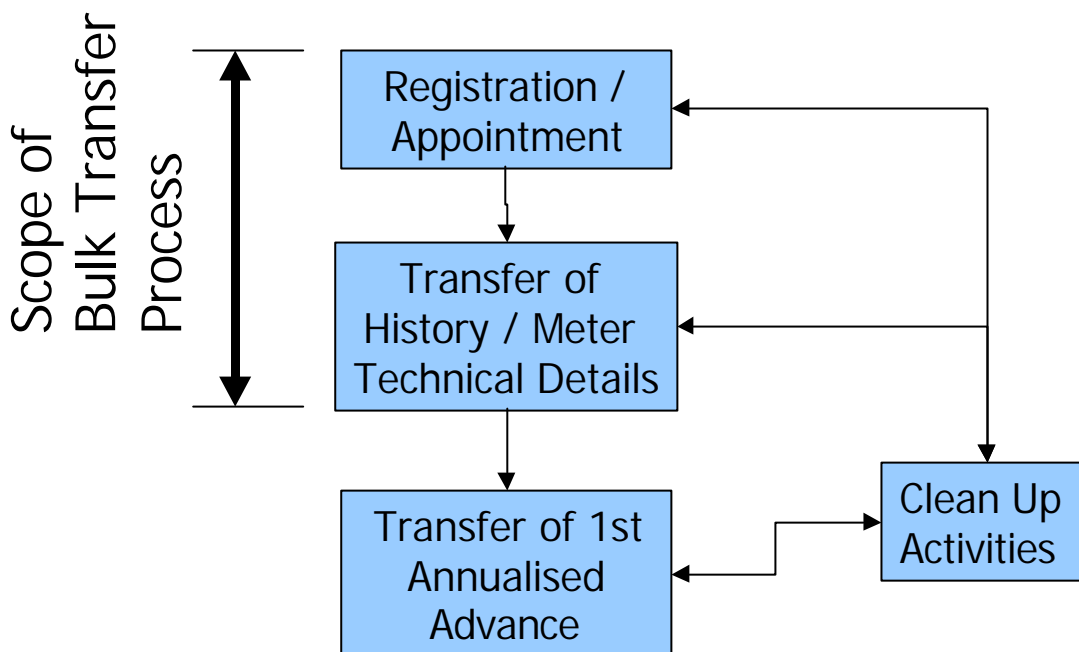 Scope of
Bulk Transfer
Process
Registration /
Appointment
Transfer of
History / Meter
Technical Details
Transfer of 1st
Annualised
Advance
Clean Up
Activities